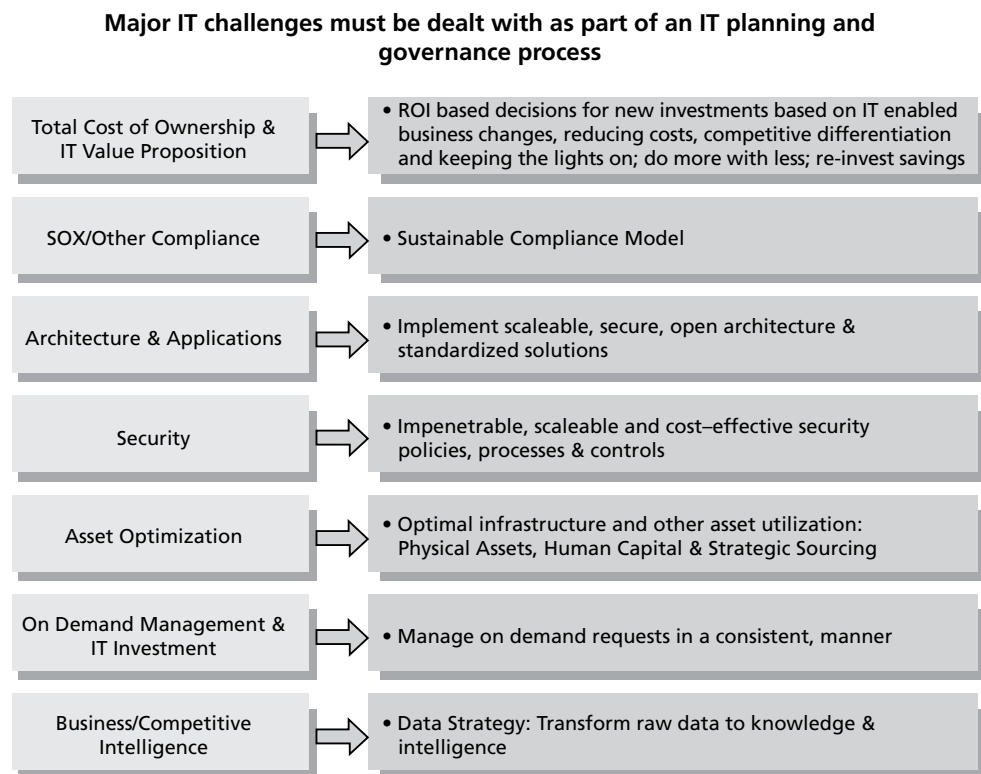 Major IT challenges must be dealt with as part of an IT planning and
governance process
Total Cost of Ownership &
IT Value Proposition
• ROI based decisions for new investments based on IT enabled
business changes, reducing costs, competitive differentiation
and keeping the lights on; do more with less; re-invest savings
SOX/Other Compliance
• Sustainable Compliance Model
Architecture & Applications
• Implement scaleable, secure, open architecture &
standardized solutions
Security
• Impenetrable, scaleable and cost–effective security
policies, processes & controls
Asset Optimization
• Optimal infrastructure and other asset utilization:
Physical Assets, Human Capital & Strategic Sourcing
On Demand Management &
IT Investment
• Manage on demand requests in a consistent, manner
Business/Competitive
Intelligence
• Data Strategy: Transform raw data to knowledge &
intelligence